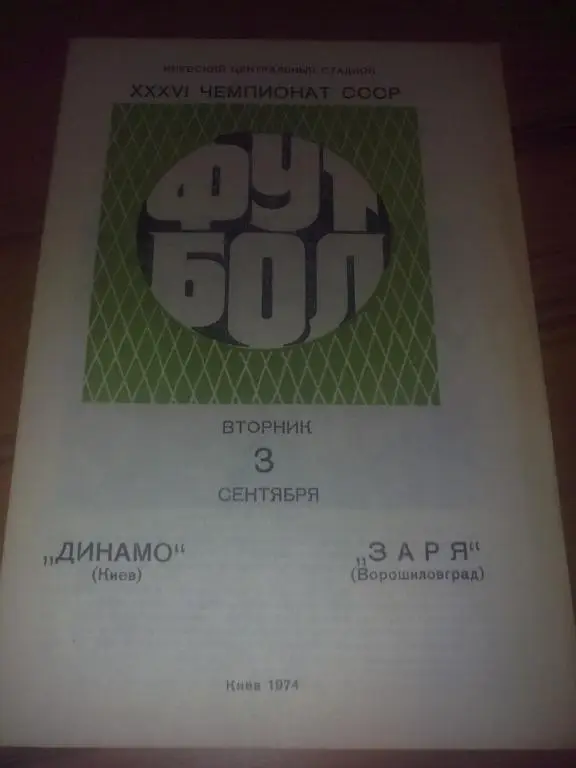 КИЕВСКИЙ ЦЕНТРАЛЬНЫЙ СТАДИОН
XXXVI ЧЕМПИОНАТ СССР
ФУТ
БОЛ
ВТОРНИК
3
СЕНТЯБРЯ
„ДИНАМО“ „ЗАРЯ“
(Киев) (Ворошиловград)
Киев 1974